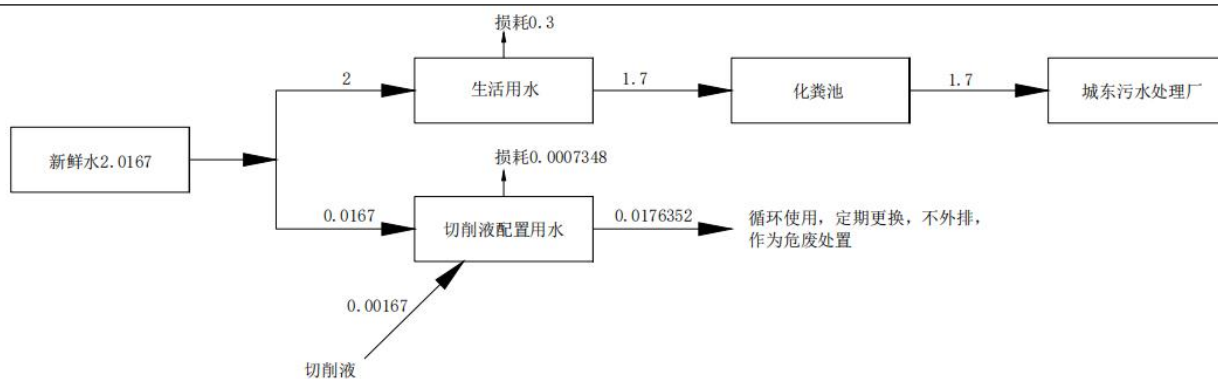 损耗0.3
2
生活用水
1.7
化粪池
1.7
城东污水处理厂
新鲜水2.0167
损耗0.0007348
0.0167
切削液配置用水
0.0176352
循环使用，定期更换，不外排，
作为危废处置
0.00167
切削液